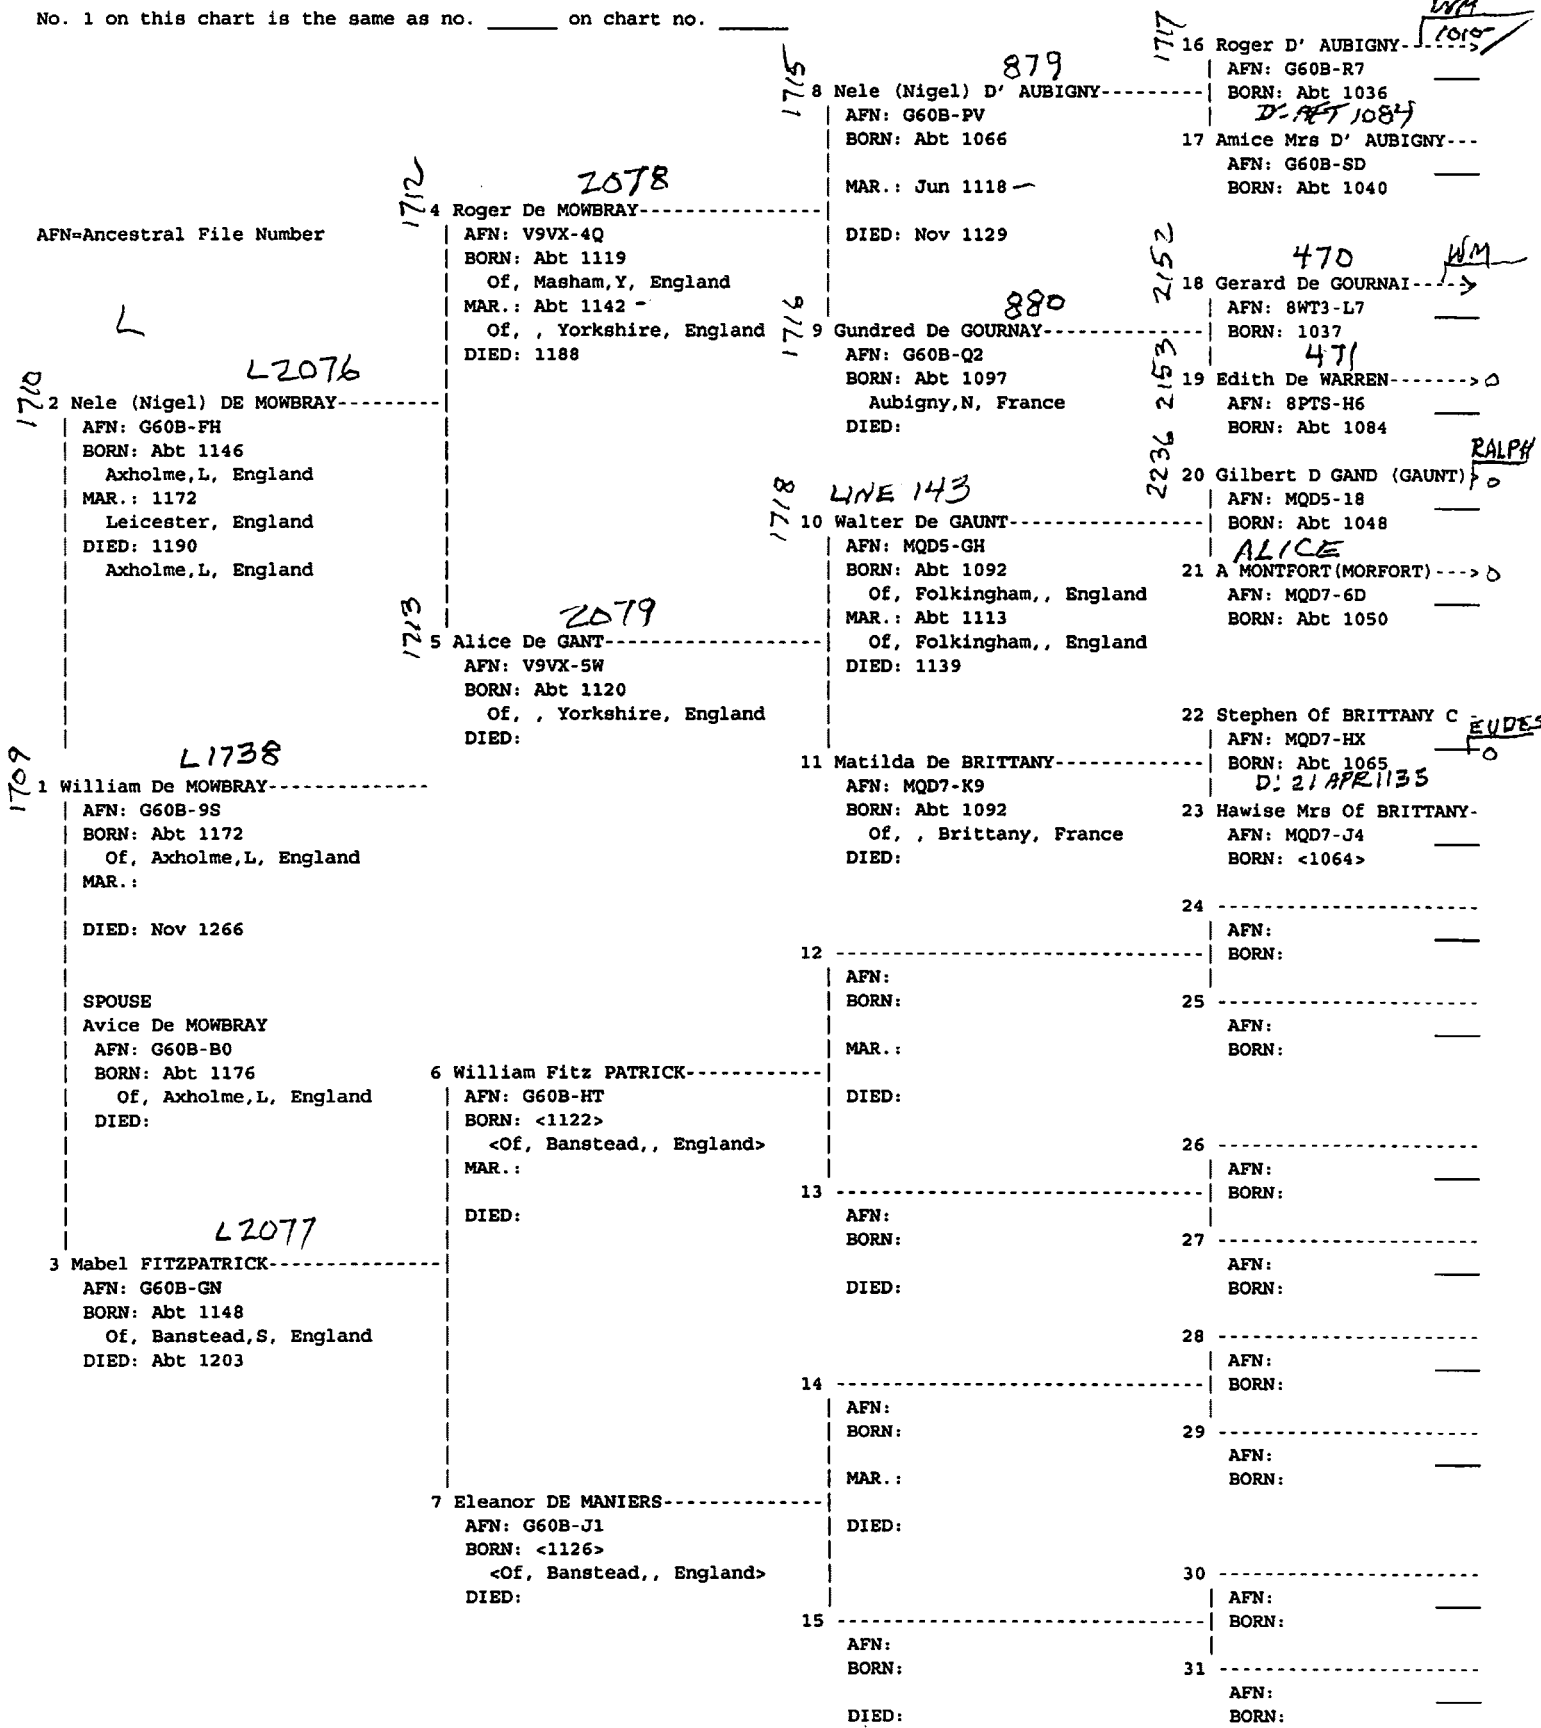 No. 1 on this chart is the same as no. ______ on chart no. ______
AFN=Ancestral File Number
L
1709
L1738
1 William De MOWBRAY--------------
AFN: G60B-9S
BORN: Abt 1172
Of, Axholme,L, England
MAR.:
DIED: Nov 1266
SPOUSE
Avice De MOWBRAY
AFN: G60B-B0
BORN: Abt 1176
Of, Axholme,L, England
DIED:
1710
L2076
2 Nele (Nigel) DE MOWBRAY---------
AFN: G60B-FH
BORN: Abt 1146
Axholme,L, England
MAR.: 1172
Leicester, England
DIED: 1190
Axholme,L, England
L2077
3 Mabel FITZPATRICK---------------
AFN: G60B-GN
BORN: Abt 1148
Of, Banstead,S, England
DIED: Abt 1203
1712
2078
4 Roger De MOWBRAY----------------
AFN: V9VX-4Q
BORN: Abt 1119
Of, Masham,Y, England
MAR.: Abt 1142 -
Of, , Yorkshire, England
DIED: 1188
1713
2079
5 Alice De GANT-------------------
AFN: V9VX-5W
BORN: Abt 1120
Of, , Yorkshire, England
DIED:
6 William Fitz PATRICK------------
AFN: G60B-HT
BORN: <1122>
<Of, Banstead,, England>
MAR.:
DIED:
7 Eleanor DE MANIERS--------------
AFN: G60B-J1
BORN: <1126>
<Of, Banstead,, England>
DIED:
1715
879
8 Nele (Nigel) D' AUBIGNY---------
AFN: G60B-PV
BORN: Abt 1066
MAR.: Jun 1118 -
DIED: Nov 1129
1716
880
9 Gundred De GOURNAY--------------
AFN: G60B-Q2
BORN: Abt 1097
Aubigny,N, France
DIED:
1718
LINE 143
10 Walter De GAUNT-----------------
AFN: MQD5-GH
BORN: Abt 1092
Of, Folkingham,, England
MAR.: Abt 1113
Of, Folkingham,, England
DIED: 1139
11 Matilda De BRITTANY-------------
AFN: MQD7-K9
BORN: Abt 1092
Of, , Brittany, France
DIED:
12 --------------------------------
AFN:
BORN:
MAR.:
DIED:
13 --------------------------------
AFN:
BORN:
DIED:
14 --------------------------------
AFN:
BORN:
MAR.:
DIED:
15 --------------------------------
AFN:
BORN:
DIED:
1717
WM
1015
16 Roger D' AUBIGNY------>
AFN: G60B-R7
BORN: Abt 1036
D-AFT 1084
17 Amice Mrs D' AUBIGNY---
AFN: G60B-SD
BORN: Abt 1040
2152
470
WM
18 Gerard De GOURNAI---->
AFN: 8WT3-L7
BORN: 1037
2153
471
19 Edith De WARREN-------> O
AFN: 8PTS-H6
BORN: Abt 1084
2236
RALPH
20 Gilbert D GAND (GAUNT)> O
AFN: MQD5-18
BORN: Abt 1048
ALICE
21 A MONTFORT(MORFORT)---> O
AFN: MQD7-6D
BORN: Abt 1050
22 Stephen Of BRITTANY C -
EUDES
O
AFN: MQD7-HX
BORN: Abt 1065
D: 21 APR 1135
23 Hawise Mrs Of BRITTANY-
AFN: MQD7-J4
BORN: <1064>
24 -----------------------
AFN:
BORN:
25 -----------------------
AFN:
BORN:
26 -----------------------
AFN:
BORN:
27 -----------------------
AFN:
BORN:
28 -----------------------
AFN:
BORN:
29 -----------------------
AFN:
BORN:
30 -----------------------
AFN:
BORN:
31 -----------------------
AFN:
BORN: